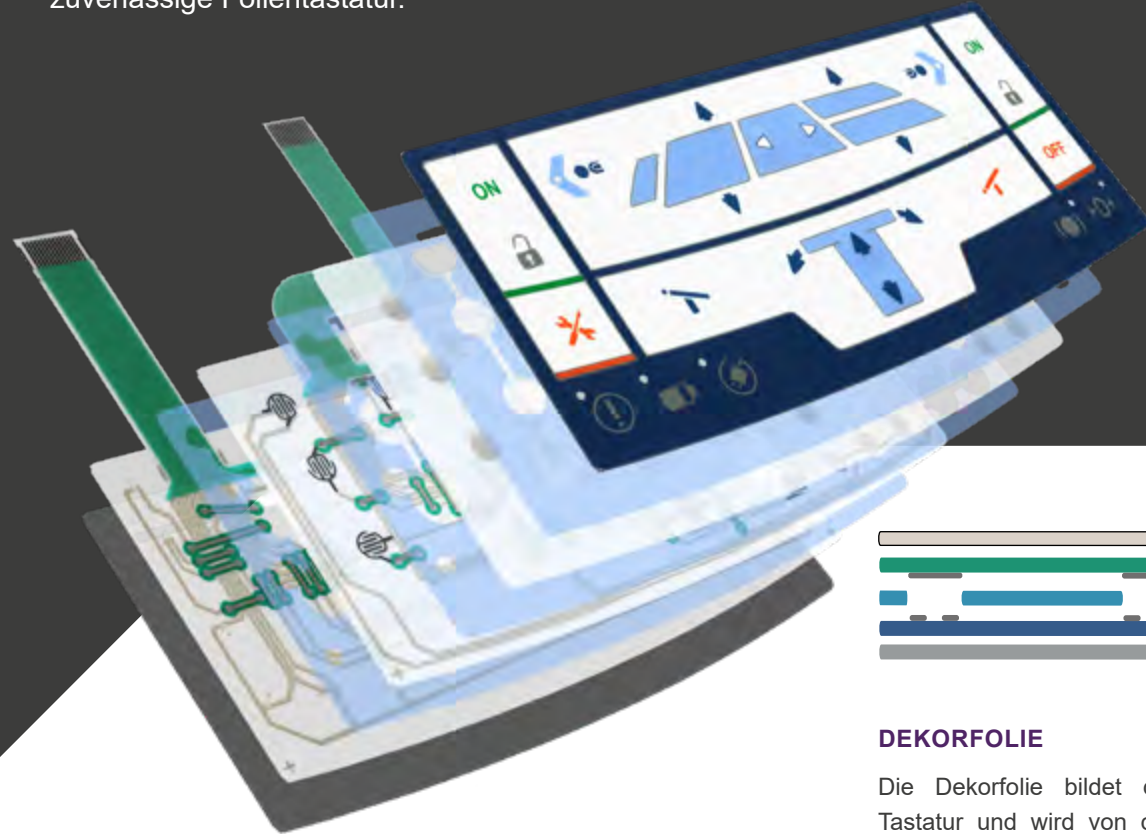 zuverlässige Folientastatur.
ON
ON
OFF
DEKORFOLIE
Die Dekorfolie bildet
Tastatur und wird von